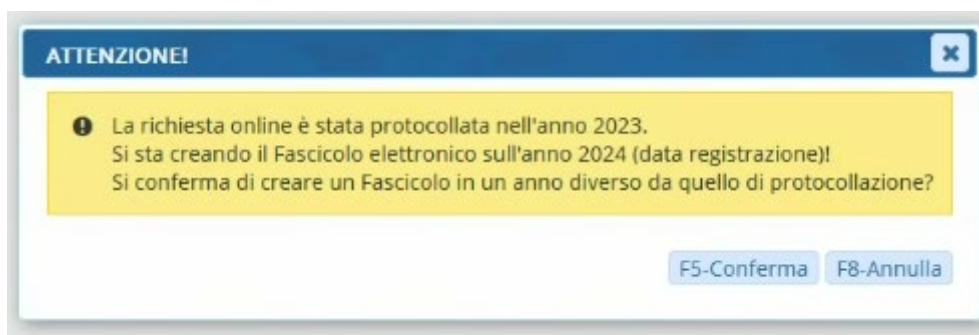 ATTENZIONE!
La richiesta online è stata protocollata nell'anno 2023.
Si sta creando il Fascicolo elettronico sull'anno 2024 (data registrazione)!
Si conferma di creare un Fascicolo in un anno diverso da quello di protocollazione?
F5-Conferma F8-Annulla